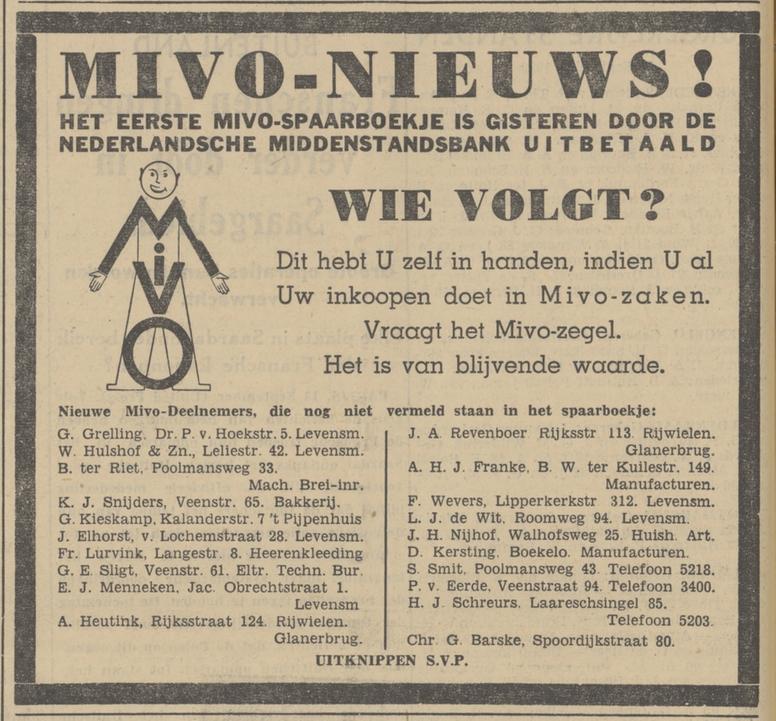 MIVO-NIEUWS!
HET EERSTE MIVO-SPAARBOEKJE IS GISTEREN DOOR DE
NEDERLANDSCHE MIDDENSTANDSBANK UITBETAALD
MiVO
WIE VOLGT?
Dit hebt U zelf in handen, indien U al
Uw inkoopen doet in Mivo-zaken.
Vraagt het Mivo-zegel.
Het is van blijvende waarde.
Nieuwe Mivo-Deelnemers, die nog niet vermeld staan in het spaarboekje:
G. Grelling. Dr. P. v. Hoekstr. 5. Levensm.
W. Hulshof & Zn., Leliestr. 42. Levensm.
B. ter Riet, Poolmansweg 33.
Mach. Brei-inr.
K. J. Snijders, Veenstr. 65. Bakkerij.
G. Kieskamp, Kalanderstr. 7 't Pijpenhuis
J. Elhorst, v. Lochemstraat 28. Levensm.
Fr. Lurvink, Langestr. 8. Heerenkleeding
G. E. Sligt, Veenstr. 61. Eltr. Techn. Bur.
E. J. Menneken, Jac. Obrechtstraat 1.
Levensm
A. Heutink, Rijksstraat 124. Rijwielen.
Glanerbrug.
J. A. Revenboer Rijksstr 113. Rijwielen.
Glanerbrug.
A. H. J. Franke, B. W. ter Kuilestr. 149.
Manufacturen.
F. Wevers, Lipperkerkstr 312. Levensm.
L. J. de Wit, Roomweg 94. Levensm.
J. H. Nijhof, Walhofsweg 25. Huish. Art.
D. Kersting. Boekelo. Manufacturen.
S. Smit, Poolmansweg 43. Telefoon 5218.
P. v. Eerde, Veenstraat 94. Telefoon 3400.
H. J. Schreurs, Laareschsingel 85.
Telefoon 5203.
Chr. G. Barske, Spoordijkstraat 80.
UITKNIPPEN S.V.P.